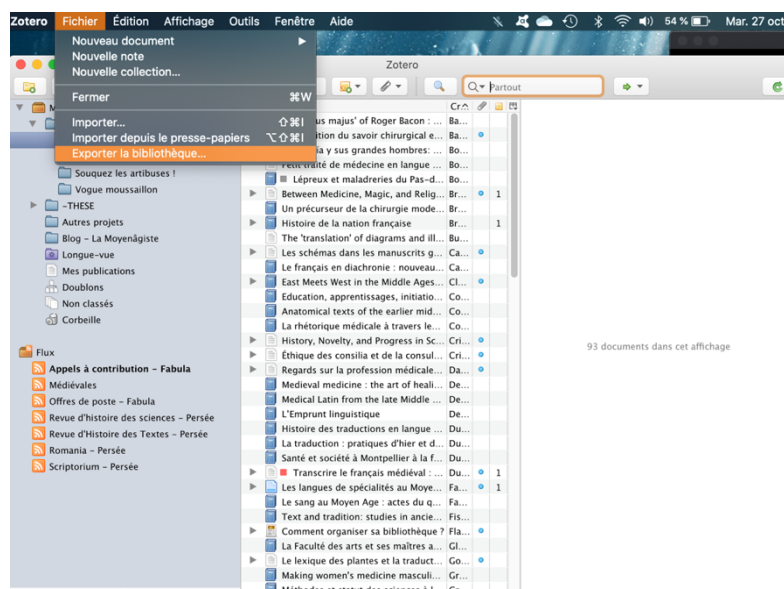 Zotero Fichier Édition Affichage Outils Fenêtre Aide 54 % Mar. 27 oct
Nouveau document
Nouvelle note
Nouvelle collection...
Fermer ⌘W
Importer... ⇧⌘I
Importer depuis le presse-papiers ⌥⇧⌘I
Exporter la bibliothèque...
Zotero
Partout
Souquez les artibuses !
Vogue moussaillon
-THESE
Autres projets
Blog - La Moyenâgiste
Longue-vue
Mes publications
Doublons
Non classés
Corbeille
Flux
Appels à contribution - Fabula
Médiévales
Offres de poste - Fabula
Revue d'histoire des sciences - Persée
Revue d'Histoire des Textes - Persée
Romania - Persée
Scriptorium - Persée
Cr...
us majus' of Roger Bacon : ... Ba...
ition du savoir chirurgical e... Ba...
ía y sus grandes hombres: ... Bo...
Petit traité de médecine en langue ... Bo...
Lépreux et maladreries du Pas-d... Bo...
Between Medicine, Magic, and Relig... Br... 1
Un précurseur de la chirurgie mode... Br...
Histoire de la nation française Br... 1
The 'translation' of diagrams and ill... Bu...
Les schémas dans les manuscrits g... Ca...
Le français en diachronie : nouveau... Ca...
East Meets West in the Middle Ages... Cl...
Education, apprentissages, initiatio... Co...
Anatomical texts of the earlier mid... Co...
La rhétorique médicale à travers le... Co...
History, Novelty, and Progress in Sc... Cri...
Éthique des consilia et de la consul... Cri...
Regards sur la profession médicale... Da...
Medieval medicine : the art of heali... De...
Medical Latin from the late Middle ... De...
L'Emprunt linguistique De...
Histoire des traductions en langue ... Du...
La traduction : pratiques d'hier et d... Du...
Santé et société à Montpellier à la f... Du...
Transcrire le français médiéval : ... Du... 1
Les langues de spécialités au Moye... Fa... 1
Le sang au Moyen Age : actes du q... Fa...
Text and tradition: studies in ancie... Fis...
Comment organiser sa bibliothèque ? Fla...
La Faculté des arts et ses maîtres a... Gl...
Le lexique des plantes et la traduct... Go...
Making women's medicine masculi... Gr...
93 documents dans cet affichage